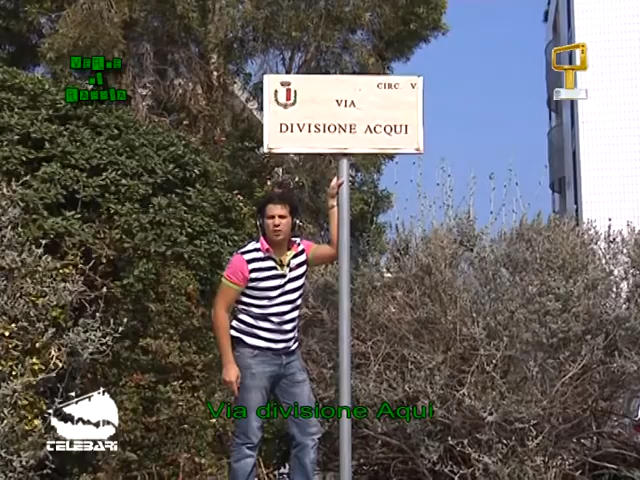 CIRC. V.
VIA
DIVISIONE ACQUI
Via divisione Aqui
TELEBARI